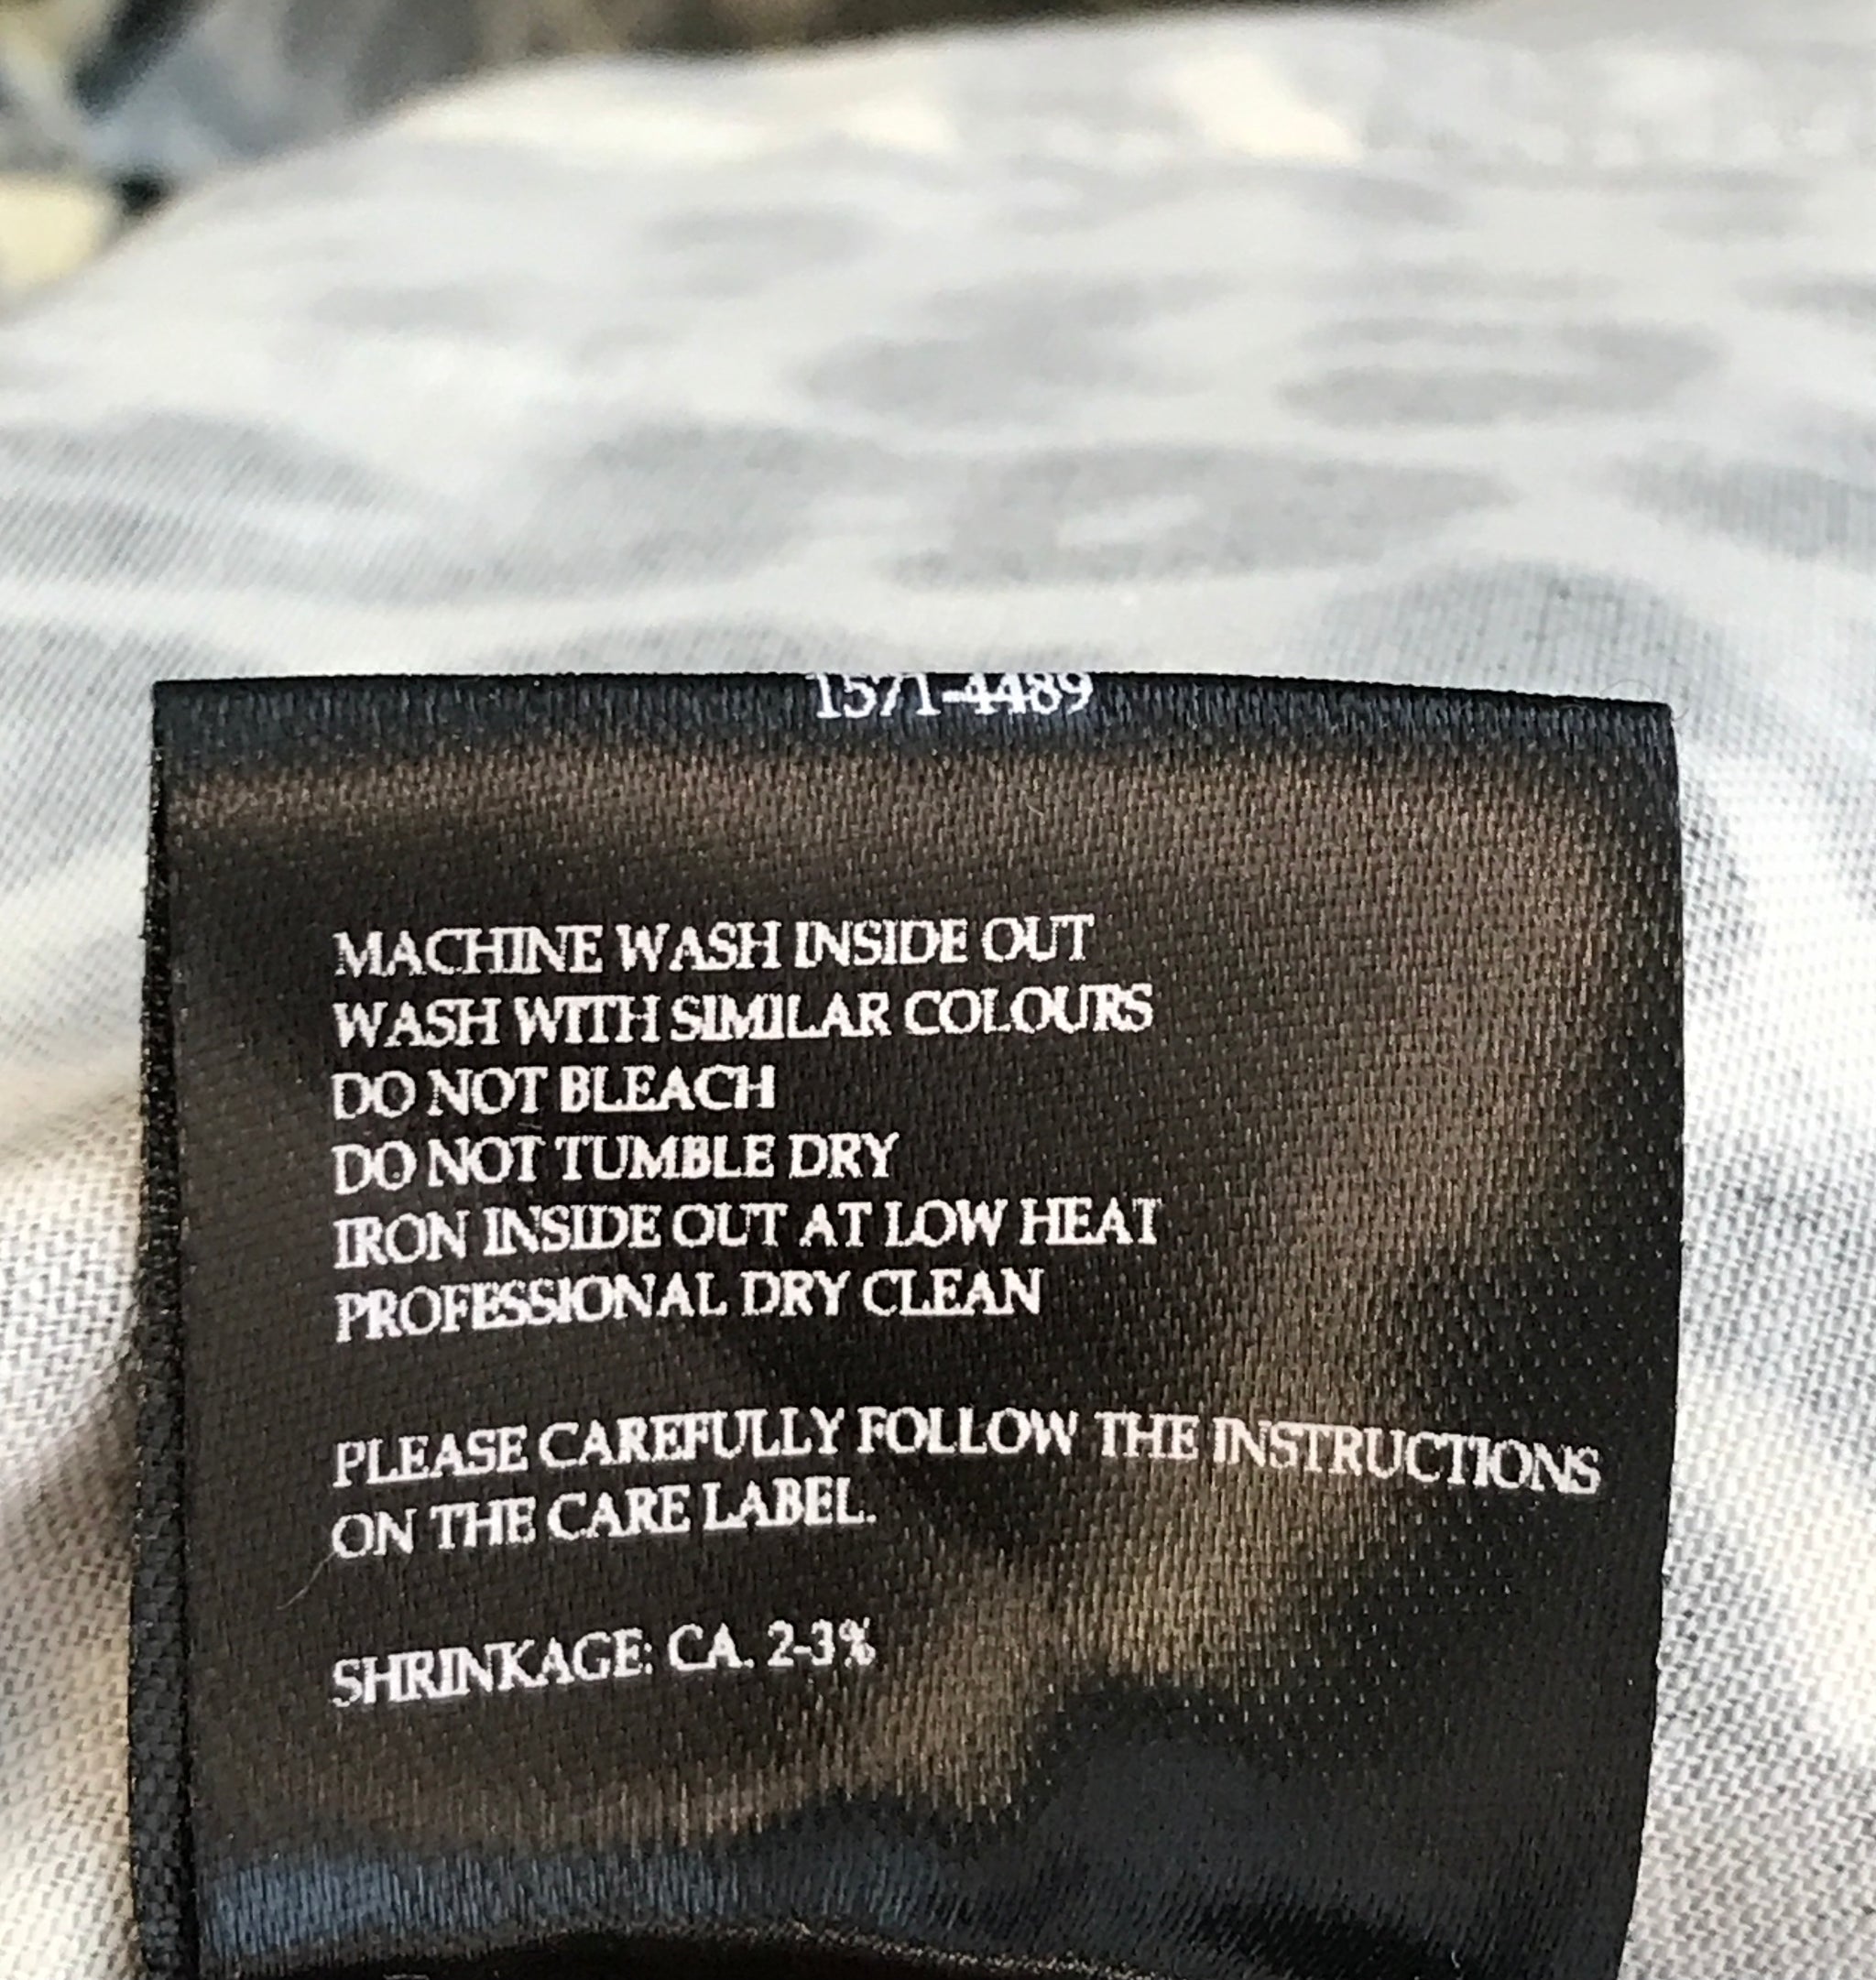 1571-4489
MACHINE WASH INSIDE OUT
WASH WITH SIMILAR COLOURS
DO NOT BLEACH
DO NOT TUMBLE DRY
IRON INSIDE OUT AT LOW HEAT
PROFESSIONAL DRY CLEAN
PLEASE CAREFULLY FOLLOW THE INSTRUCTIONS
ON THE CARE LABEL.
SHRINKAGE: CA. 2-3%